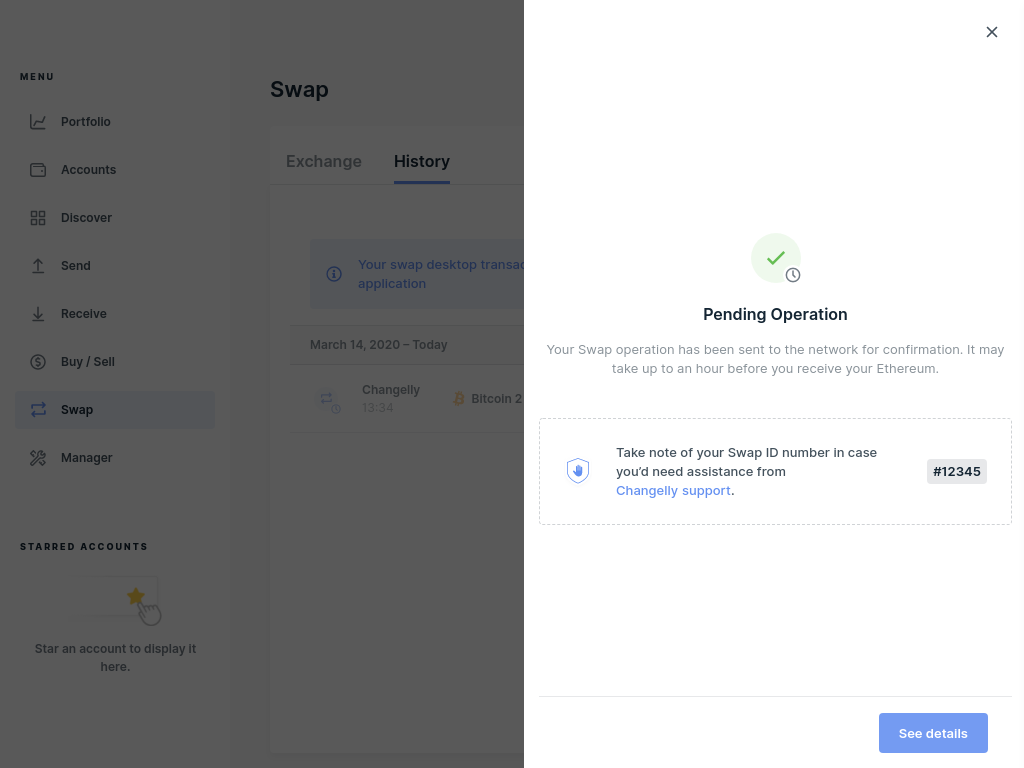 MENU
Portfolio
Accounts
Discover
Send
Receive
Buy / Sell
Swap
Manager
STARRED ACCOUNTS
Star an account to display it
here.
Swap
Exchange
History
Your swap desktop
application
March 14, 2020 – Today
Changelly
13:34
Bitcoin 2
Pending Operation
Your Swap operation has been sent to the network for confirmation. It may
take up to an hour before you receive your Ethereum.
Take note of your Swap ID number in case
you’d need assistance from
Changelly support.
#12345
See details